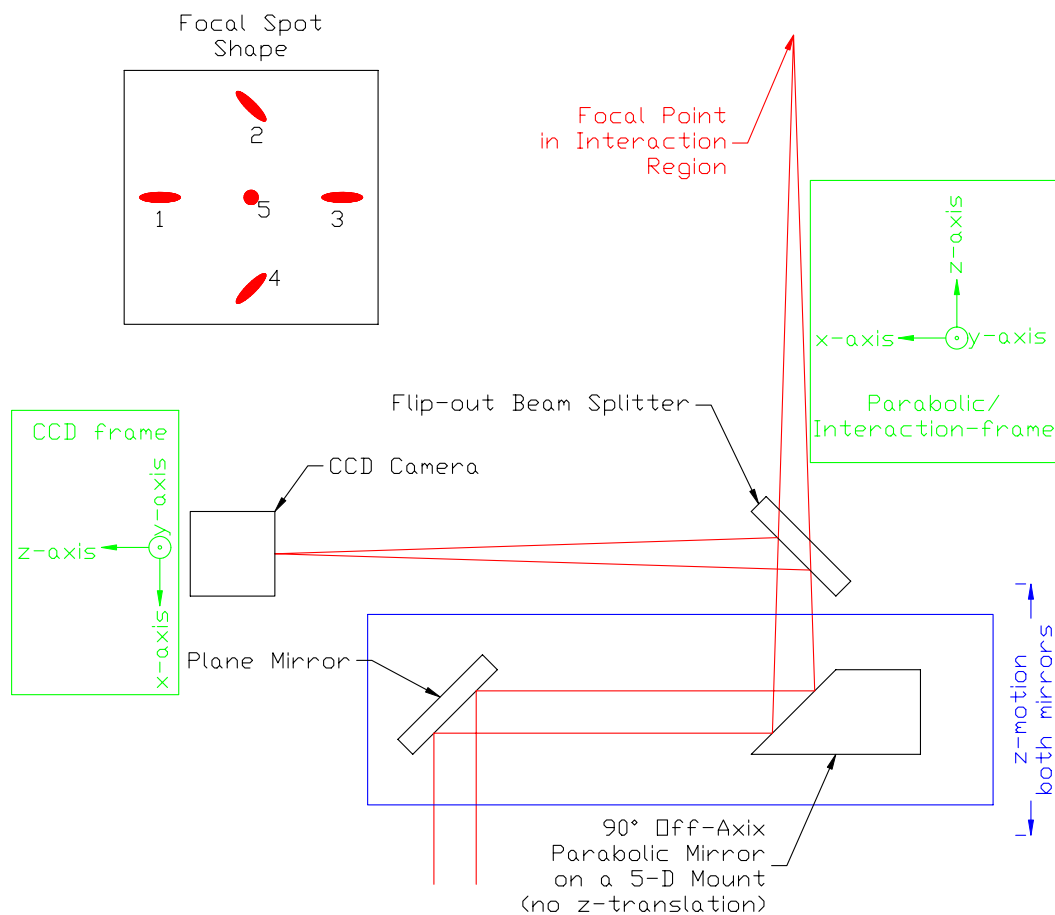 Focal Spot
Shape
2
1
5
3
4
Focal Point
in Interaction
Region
z-axis
x-axis
y-axis
Parabolic/
Interaction-frame
Flip-out Beam Splitter
CCD frame
CCD Camera
y-axis
z-axis
x-axis
Plane Mirror
z-motion
both mirrors
90° Off-Axix
Parabolic Mirror
on a 5-D Mount
(no z-translation)